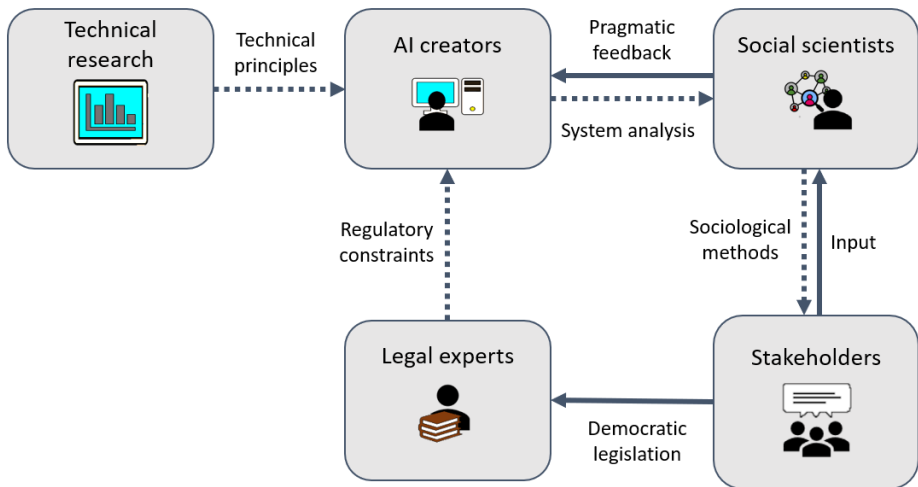 Technical
research
Technical
principles
AI creators
Pragmatic
feedback
System analysis
Social scientists
Regulatory
constraints
Sociological
methods
Input
Legal experts
Democratic
legislation
Stakeholders